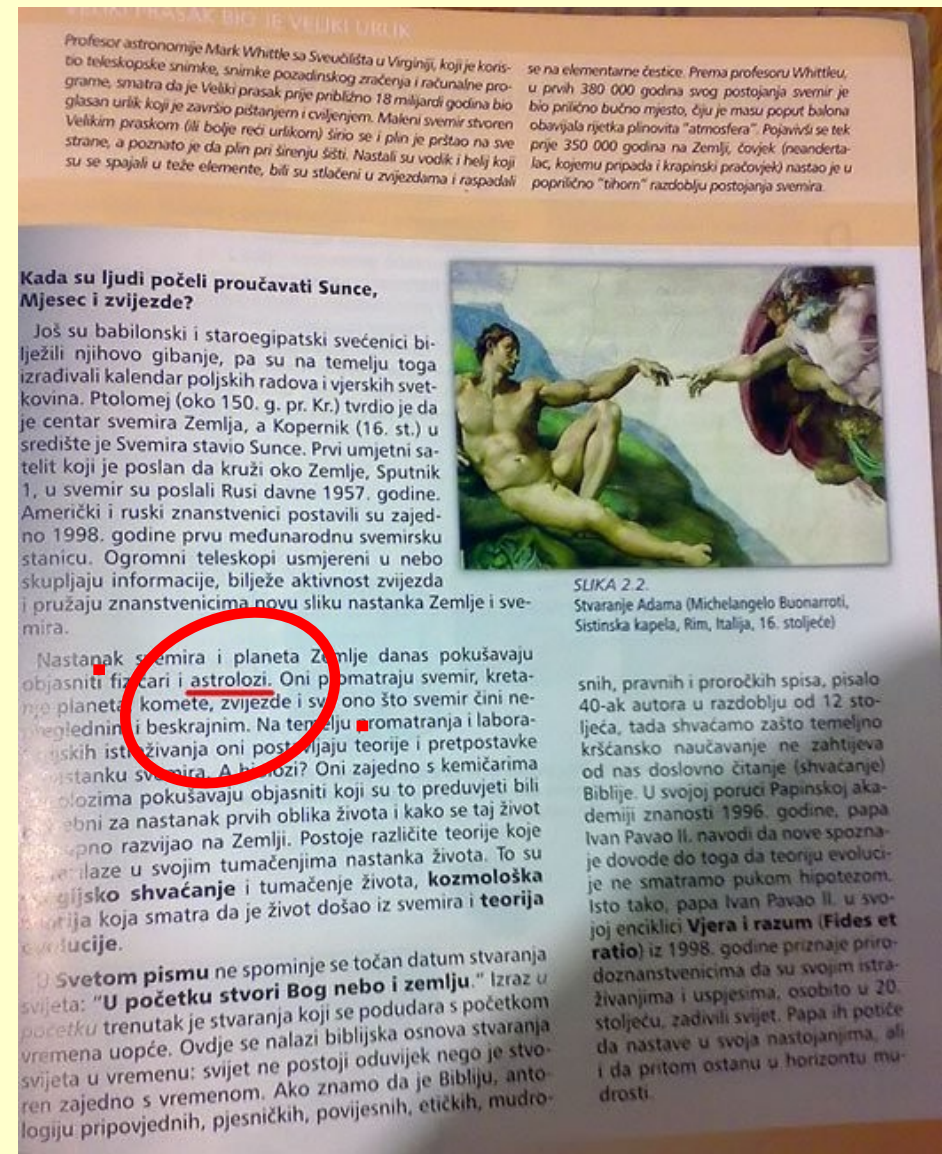 VELIKI PRASAK BIO JE VELIKI URLIK
Profesor astronomije Mark Whittle sa Sveučilišta u Virginiji, koji je koris-
tio teleskopske snimke, snimke pozadinskog zračenja i računalne pro-
grame, smatra da je Veliki prasak prije približno 18 milijardi godina bio
glasan urlik koji je završio pištanjem i cviljenjem. Maleni svemir stvoren
Velikim praskom (ili bolje reći urlikom) širio se i plin je prštao na sve
strane, a poznato je da plin pri širenju šišti. Nastali su vodik i helij koji
su se spajali u teže elemente, bili su stlačeni u zvijezdama i raspadali
se na elementarne čestice. Prema profesoru Whittleu,
u prvih 380 000 godina svog postojanja svemir je
bio prilično bučno mjesto, čiju je masu poput balona
obavijala rijetka plinovita "atmosfera". Pojavivši se tek
prije 350 000 godina na Zemlji, čovjek (neanderta-
lac, kojemu pripada i krapinski pračovjek) nastao je u
poprilično "tihom" razdoblju postojanja svemira.
Kada su ljudi počeli proučavati Sunce,
Mjesec i zvijezde?
Još su babilonski i staroegipatski svećenici bi-
lježili njihovo gibanje, pa su na temelju toga
izrađivali kalendar poljskih radova i vjerskih svet-
kovina. Ptolomej (oko 150. g. pr. Kr.) tvrdio je da
je centar svemira Zemlja, a Kopernik (16. st.) u
središte je Svemira stavio Sunce. Prvi umjetni sa-
telit koji je poslan da kruži oko Zemlje, Sputnik
1, u svemir su poslali Rusi davne 1957. godine.
Američki i ruski znanstvenici postavili su zajed-
no 1998. godine prvu međunarodnu svemirsku
stanicu. Ogromni teleskopi usmjereni u nebo
skupljaju informacije, bilježe aktivnost zvijezda
i pružaju znanstvenicima novu sliku nastanka Zemlje i sve-
mira.
Nastanak svemira i planeta Zemlje danas pokušavaju
objasniti fizičari i astrolozi. Oni promatraju svemir, kreta-
nje planeta, komete, zvijezde i sve ono što svemir čini ne-
preglednim i beskrajnim. Na temelju promatranja i labora-
istraživanja oni postavljaju teorije i pretpostavke
nastanku svemira. A biolozi? Oni zajedno s kemičarima
pokušavaju objasniti koji su to preduvjeti bili
za nastanak prvih oblika života i kako se taj život
razvijao na Zemlji. Postoje različite teorije koje
u svojim tumačenjima nastanka života. To su
shvaćanje i tumačenje života, kozmološka
teorija koja smatra da je život došao iz svemira i teorija
evolucije.
U Svetom pismu ne spominje se točan datum stvaranja
svijeta: "U početku stvori Bog nebo i zemlju." Izraz u
početku trenutak je stvaranja koji se podudara s početkom
vremena uopće. Ovdje se nalazi biblijska osnova stvaranja
svijeta u vremenu: svijet ne postoji oduvijek nego je stvo-
ren zajedno s vremenom. Ako znamo da je Bibliju, anto-
logiju pripovjednih, pjesničkih, povijesnih, etičkih, mudro-
SLIKA 2.2.
Stvaranje Adama (Michelangelo Buonarroti,
Sistinska kapela, Rim, Italija, 16. stoljeće)
snih, pravnih i proročkih spisa, pisalo
40-ak autora u razdoblju od 12 sto-
ljeća, tada shvaćamo zašto temeljno
kršćansko naučavanje ne zahtijeva
od nas doslovno čitanje (shvaćanje)
Biblije. U svojoj poruci Papinskoj aka-
demiji znanosti 1996. godine, papa
Ivan Pavao II. navodi da nove spozna-
je dovode do toga da teoriju evoluci-
je ne smatramo pukom hipotezom.
Isto tako, papa Ivan Pavao II. u svo-
joj enciklici Vjera i razum (Fides et
ratio) iz 1998. godine priznaje priro-
doznanstvenicima da su svojim istra-
živanjima i uspjesima, osobito u 20.
stoljeću, zadivili svijet. Papa ih potiče
da nastave u svoja nastojanjima, ali
i da pritom ostanu u horizontu mu-
drosti.